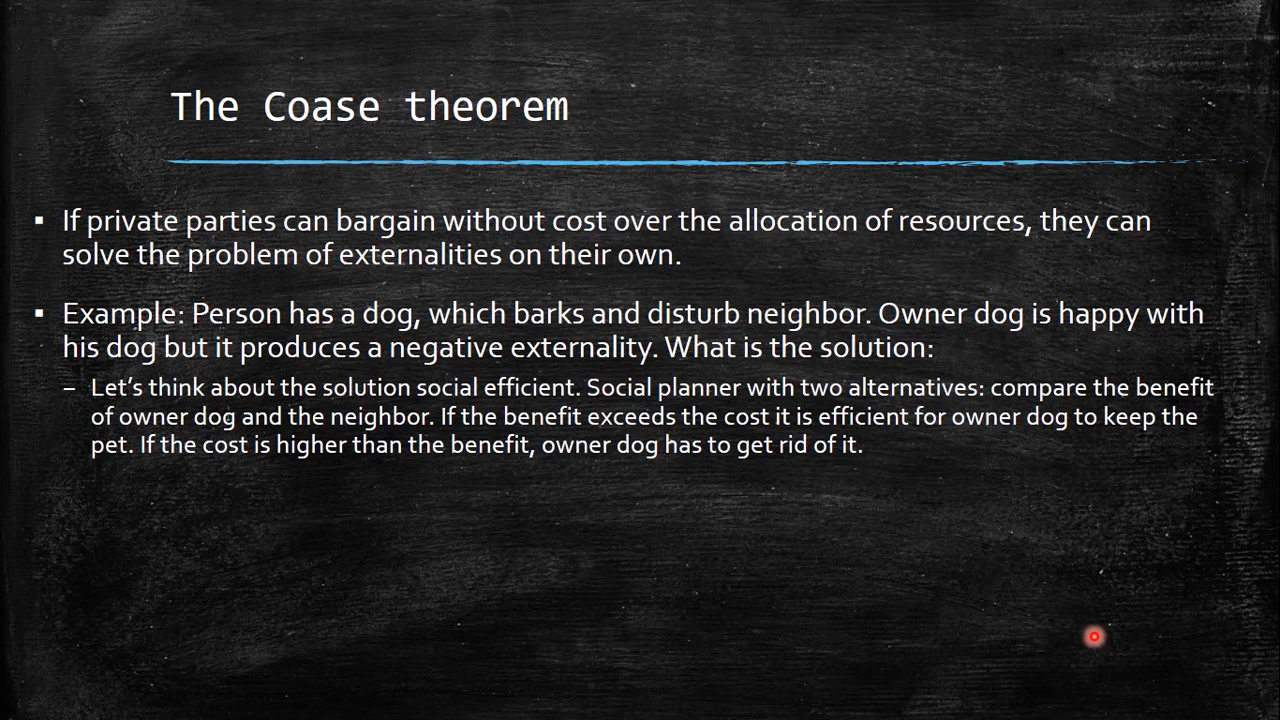 The Coase theorem
▪ If private parties can bargain without cost over the allocation of resources, they can
solve the problem of externalities on their own.
▪ Example: Person has a dog, which barks and disturb neighbor. Owner dog is happy with
his dog but it produces a negative externality. What is the solution:
– Let’s think about the solution social efficient. Social planner with two alternatives: compare the benefit
of owner dog and the neighbor. If the benefit exceeds the cost it is efficient for owner dog to keep the
pet. If the cost is higher than the benefit, owner dog has to get rid of it.